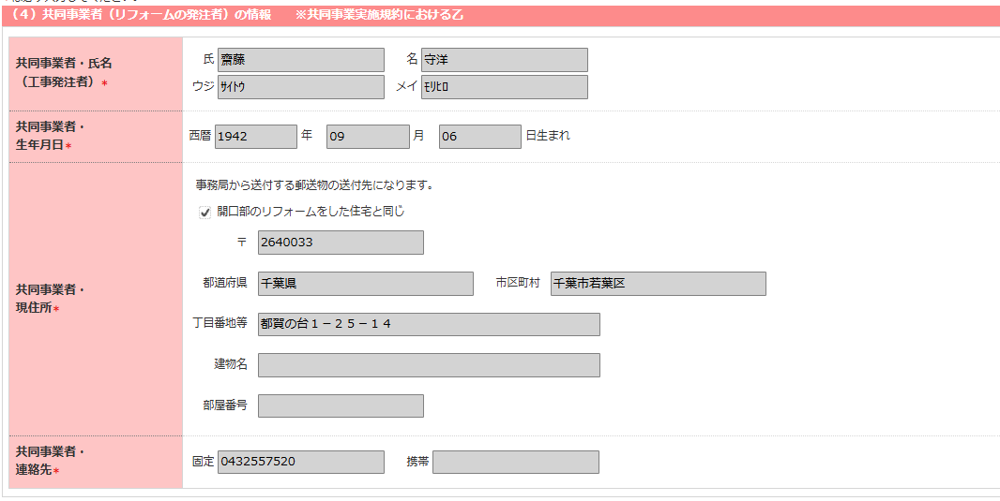 （4）共同事業者（リフォームの発注者）の情報　　※共同事業実施規約における乙
共同事業者・氏名
（工事発注者）*
氏 齋藤 名 守洋
ウジ ｻｲﾄｳ メイ ﾓﾘﾋﾛ
共同事業者・
生年月日*
西暦 1942 年 09 月 06 日生まれ
共同事業者・
現住所*
事務局から送付する郵送物の送付先になります。
開口部のリフォームをした住宅と同じ
〒 2640033
都道府県 千葉県 市区町村 千葉市若葉区
丁目番地等 都賀の台１－２５－１４
建物名
部屋番号
共同事業者・
連絡先*
固定 0432557520 携帯